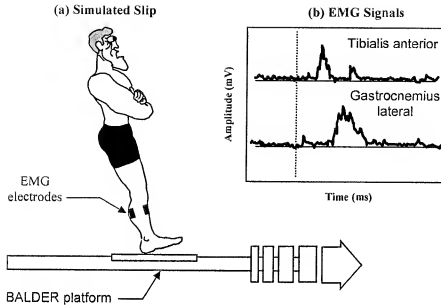 (a) Simulated Slip
EMG
electrodes
BALDER platform
(b) EMG Signals
Tibialis anterior
Gastrocnemius
lateral
Amplitude (mV)
Time (ms)